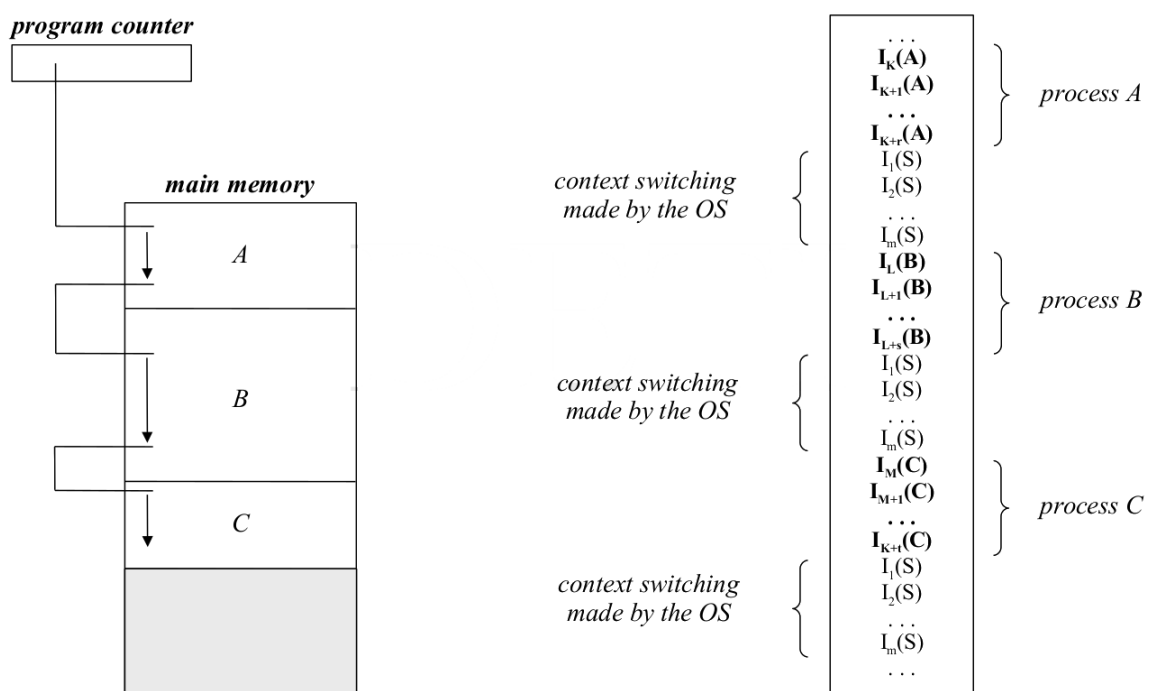 program counter
main memory
A
B
C
. . .
I_K(A)
I_K+1(A)
. . .
I_K+r(A)
I_1(S)
I_2(S)
. . .
I_m(S)
I_L(B)
I_L+1(B)
. . .
I_L+s(B)
I_1(S)
I_2(S)
. . .
I_m(S)
I_M(C)
I_M+1(C)
. . .
I_K+t(C)
I_1(S)
I_2(S)
. . .
I_m(S)
. . .
context switching
made by the OS
context switching
made by the OS
context switching
made by the OS
process A
process B
process C